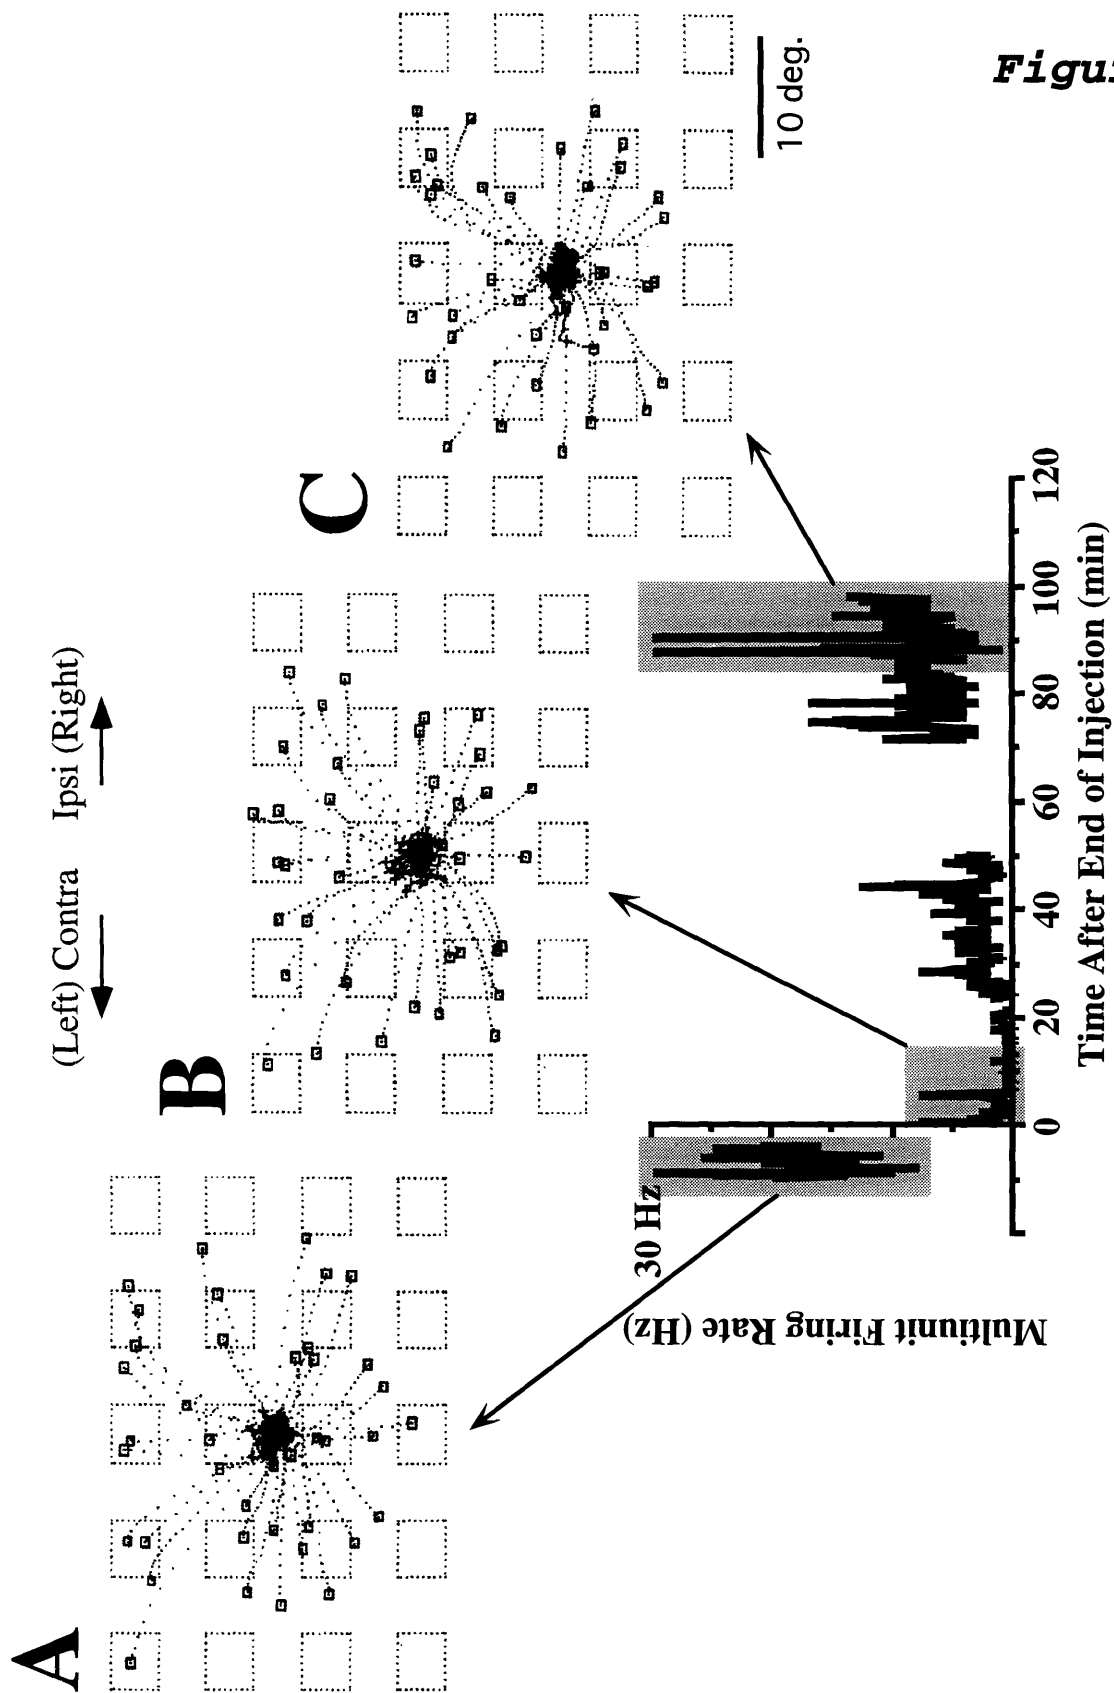 A
B
C
(Left) Contra Ipsi (Right)
10 deg.
30 Hz
Multiunit Firing Rate (Hz)
0 20 40 60 80 100 120
Time After End of Injection (min)